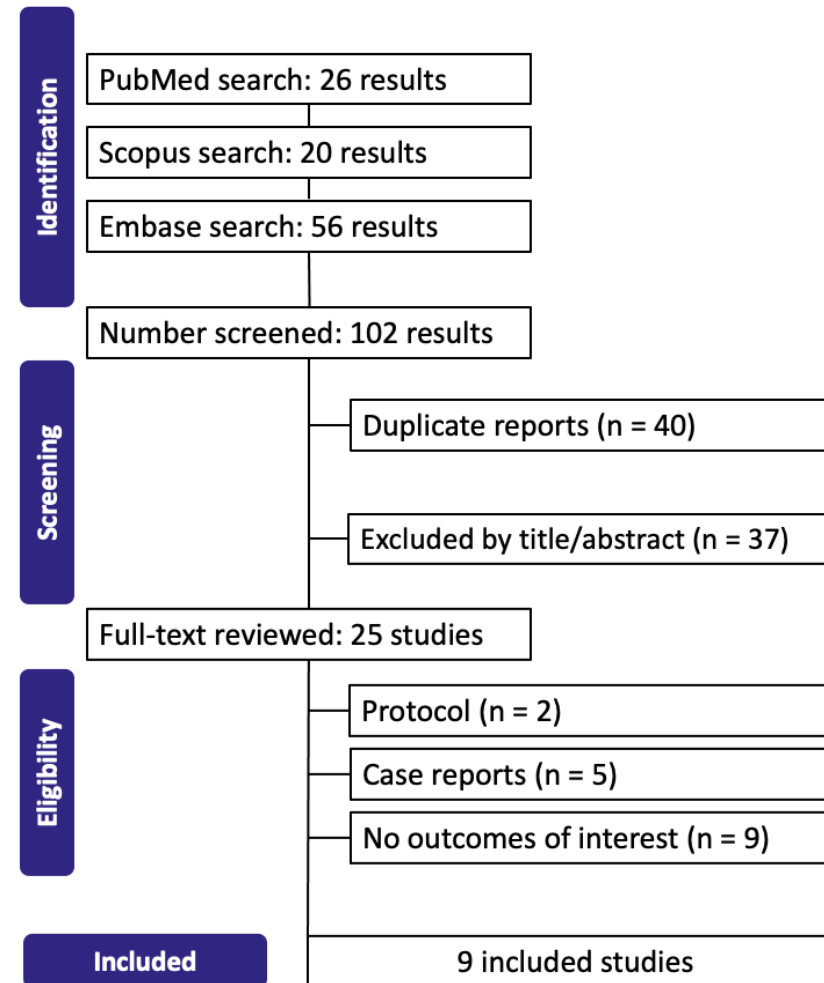 Identification
PubMed search: 26 results
Scopus search: 20 results
Embase search: 56 results
Number screened: 102 results
Screening
Duplicate reports (n = 40)
Excluded by title/abstract (n = 37)
Full-text reviewed: 25 studies
Eligibility
Protocol (n = 2)
Case reports (n = 5)
No outcomes of interest (n = 9)
Included
9 included studies